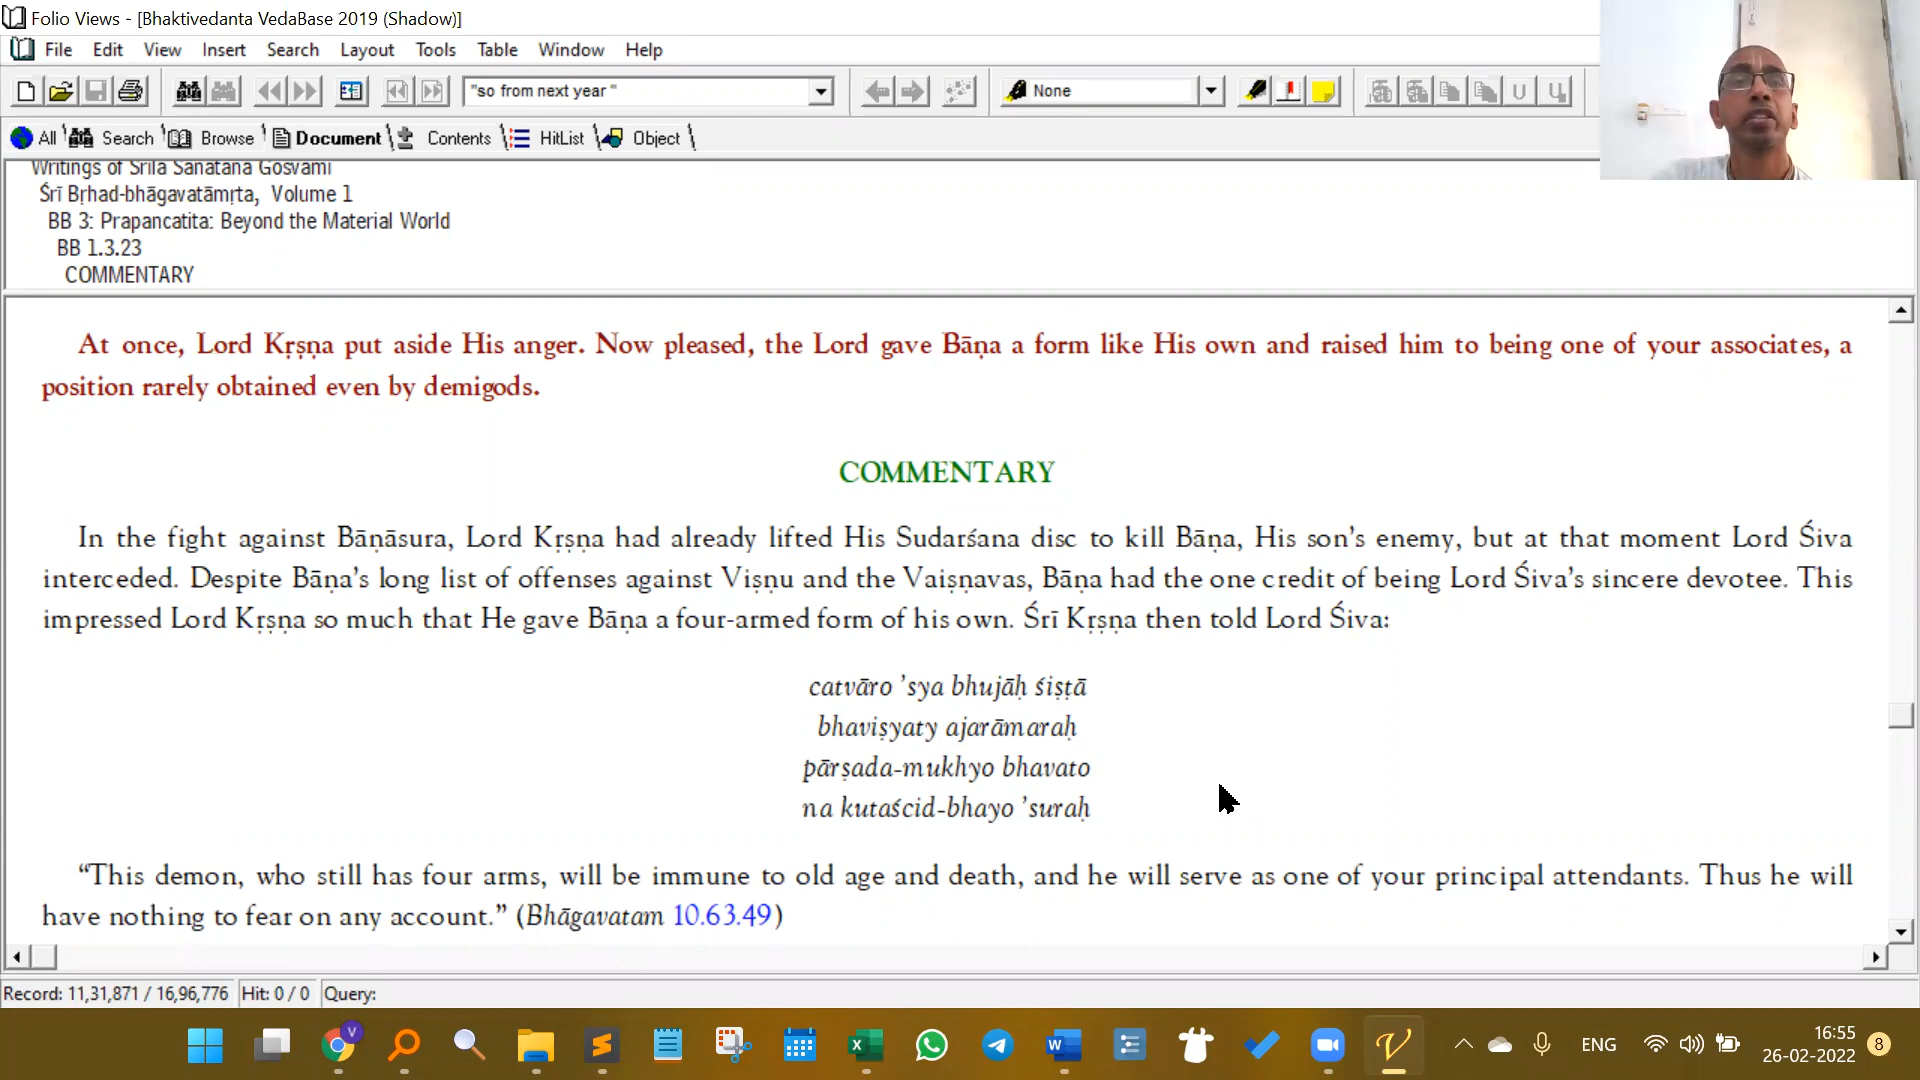 Folio Views - [Bhaktivedanta VedaBase 2019 (Shadow)]
File Edit View Insert Search Layout Tools Table Window Help
"so from next year " None
All Search Browse Document Contents HitList Object
Writings of Srila Sanatana Gosvami
Śrī Bṛhad-bhāgavatāmṛta, Volume 1
BB 3: Prapancatita: Beyond the Material World
BB 1.3.23
COMMENTARY
At once, Lord Kṛṣṇa put aside His anger. Now pleased, the Lord gave Bāṇa a form like His own and raised him to being one of your associates, a
position rarely obtained even by demigods.
COMMENTARY
In the fight against Bāṇāsura, Lord Kṛṣṇa had already lifted His Sudarśana disc to kill Bāṇa, His son's enemy, but at that moment Lord Śiva
interceded. Despite Bāṇa's long list of offenses against Viṣṇu and the Vaiṣṇavas, Bāṇa had the one credit of being Lord Śiva's sincere devotee. This
impressed Lord Kṛṣṇa so much that He gave Bāṇa a four-armed form of his own. Śrī Kṛṣṇa then told Lord Śiva:
catvāro 'sya bhujāḥ śiṣṭā
bhaviṣyaty ajarāmaraḥ
pārṣada-mukhyo bhavato
na kutaścid-bhayo 'suraḥ
“This demon, who still has four arms, will be immune to old age and death, and he will serve as one of your principal attendants. Thus he will
have nothing to fear on any account.” (Bhāgavatam 10.63.49)
Record: 11,31,871 / 16,96,776 Hit: 0 / 0 Query:
V ENG 16:55 8
26-02-2022